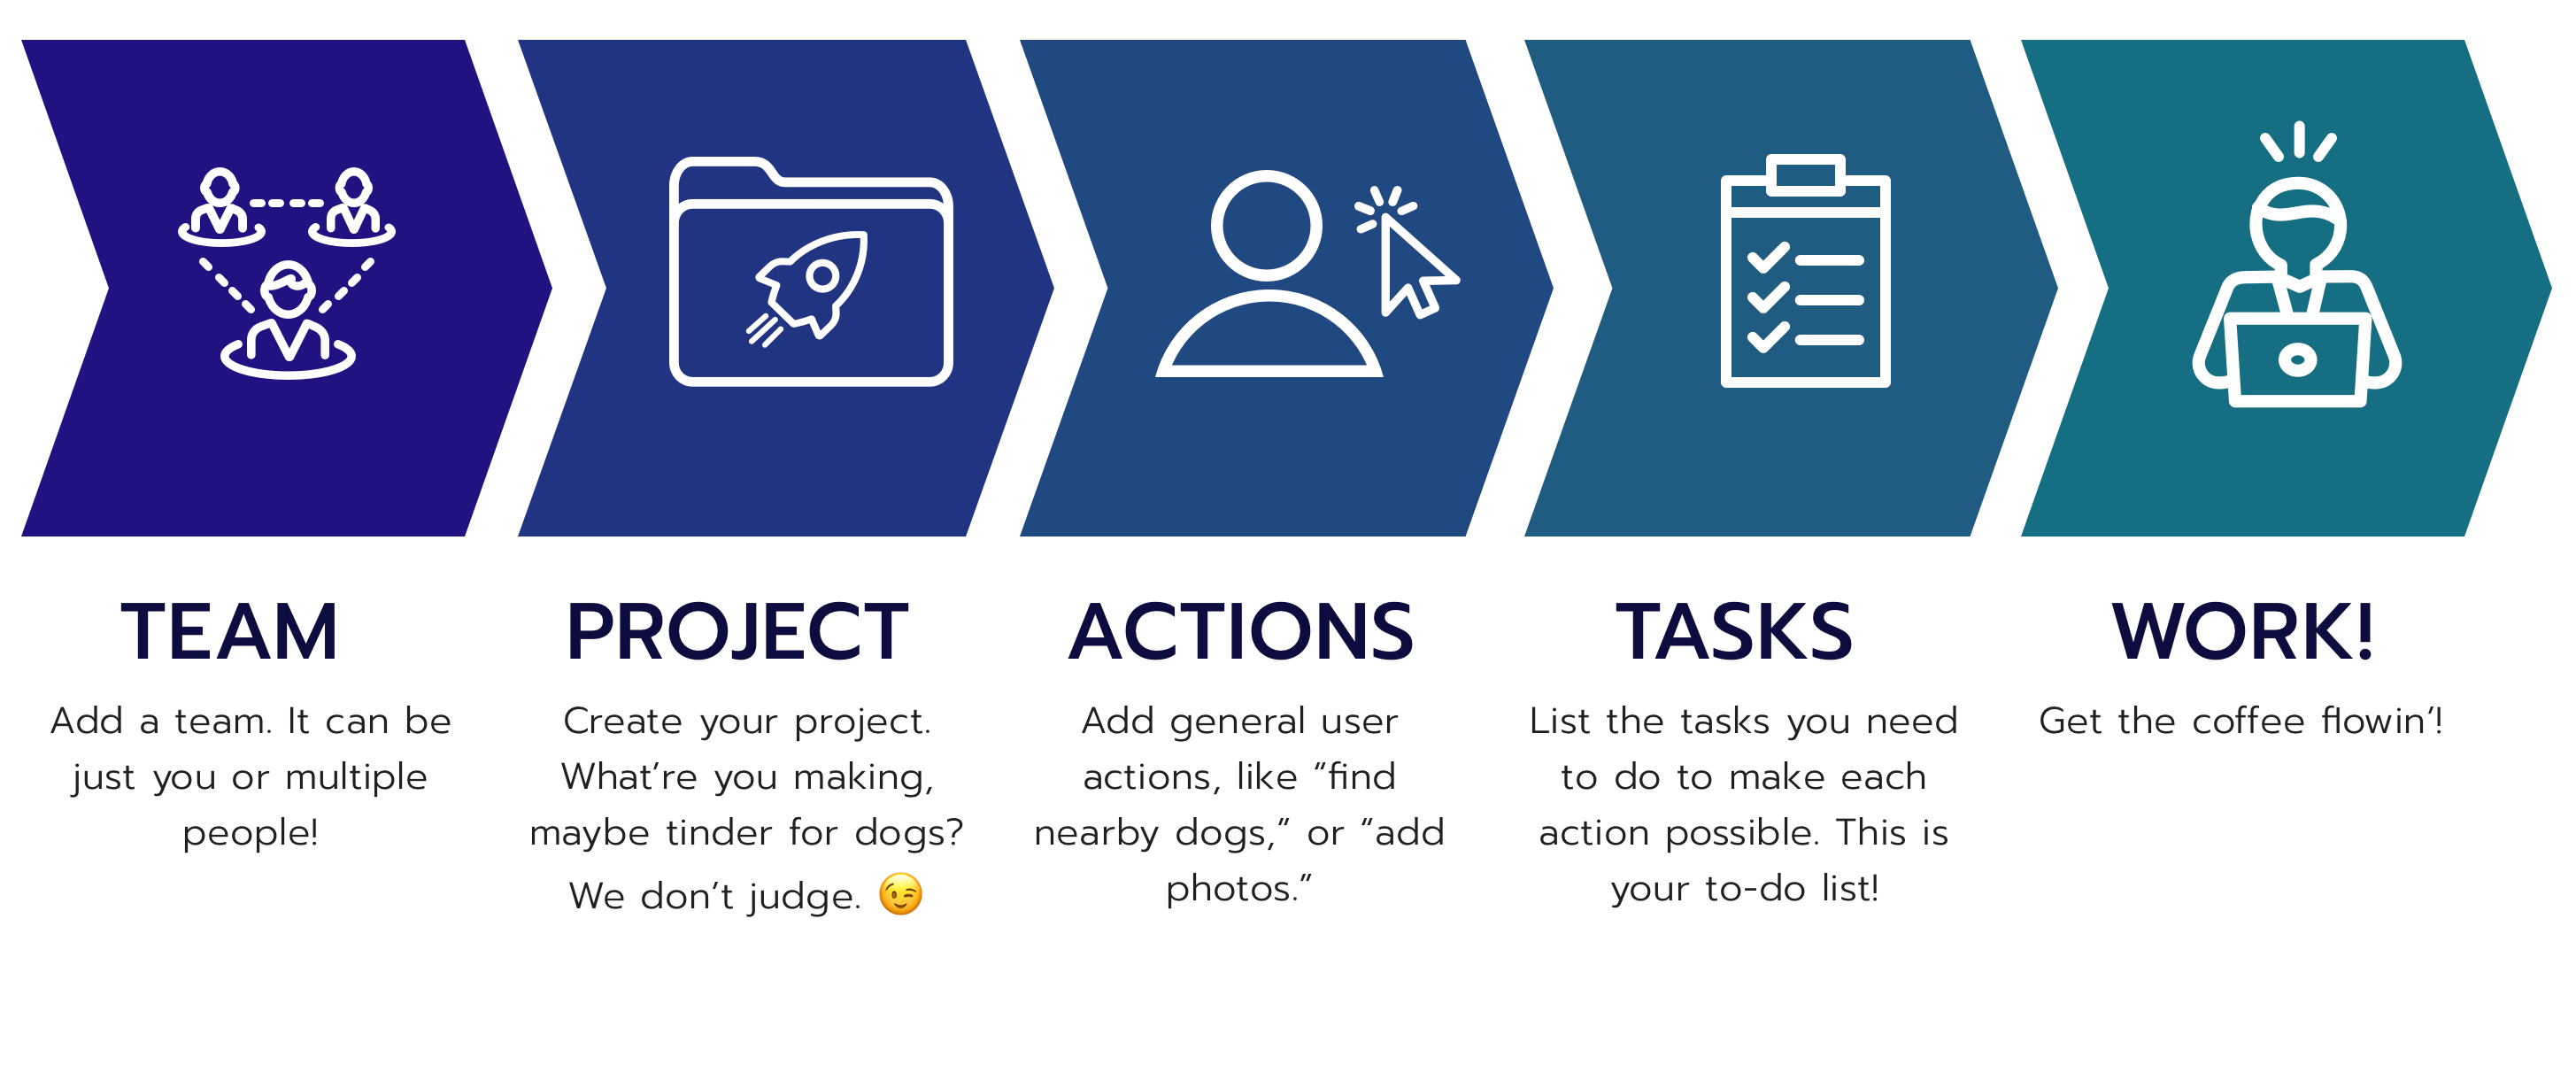 TEAM
Add a team. It can be
just you or multiple
people!
PROJECT
Create your project.
What’re you making,
maybe tinder for dogs?
We don’t judge. 😉
ACTIONS
Add general user
actions, like “find
nearby dogs,” or “add
photos.”
TASKS
List the tasks you need
to do to make each
action possible. This is
your to-do list!
WORK!
Get the coffee flowin’!